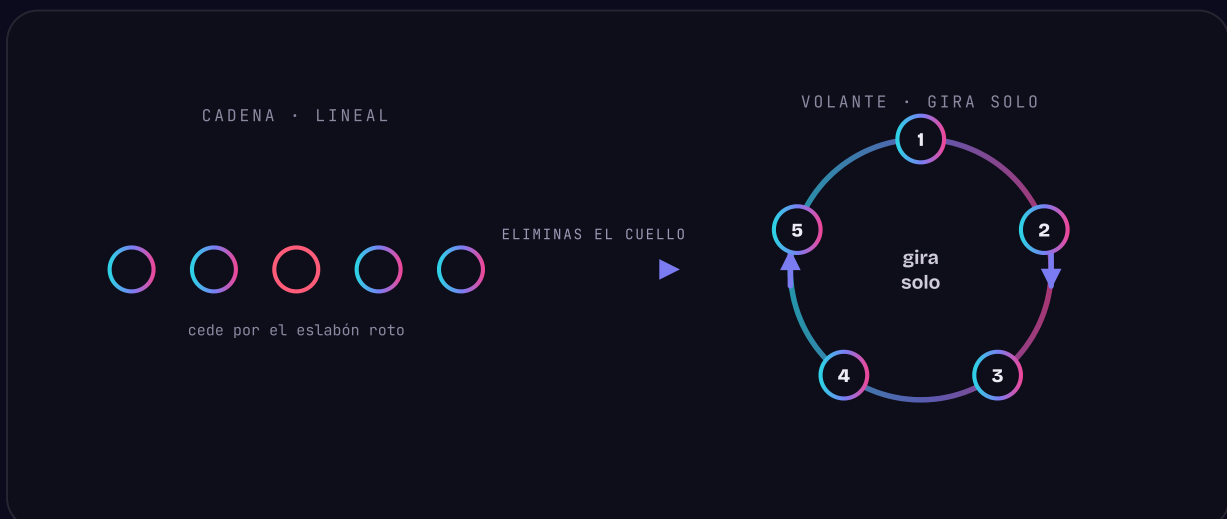 CADENA · LINEAL
cede por el eslabón roto
ELIMINAS EL CUELLO
VOLANTE · GIRA SOLO
1
2
3
4
5
gira
solo